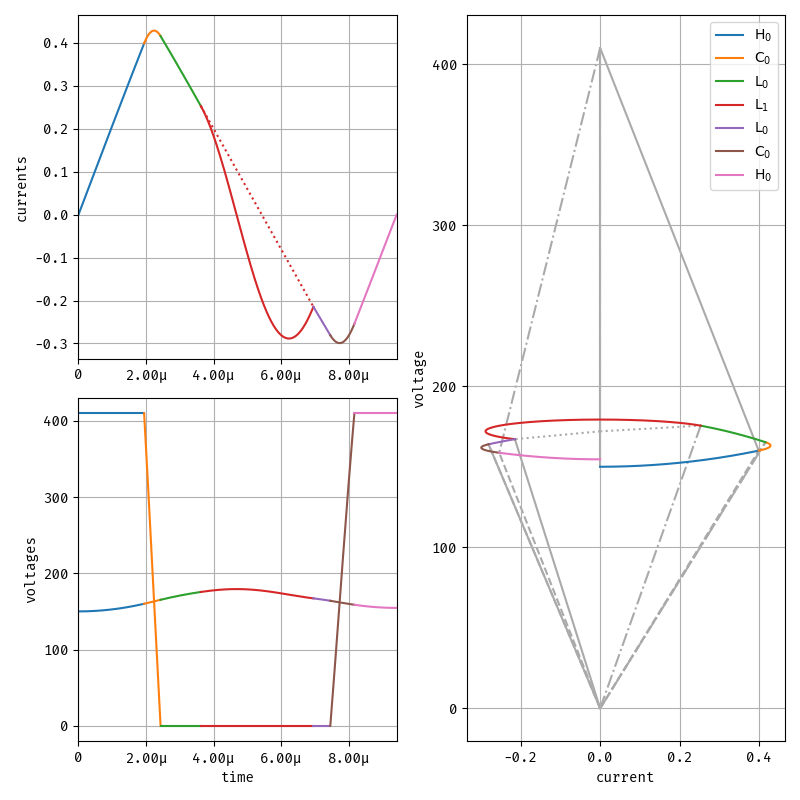 currents
0.4
0.3
0.2
0.1
0.0
-0.1
-0.2
-0.3
0 2.00μ 4.00μ 6.00μ 8.00μ
voltages
400
300
200
100
0
0 2.00μ 4.00μ 6.00μ 8.00μ
time
voltage
400
300
200
100
0
-0.2 0.0 0.2 0.4
current
H₀
C₀
L₀
L₁
L₀
C₀
H₀